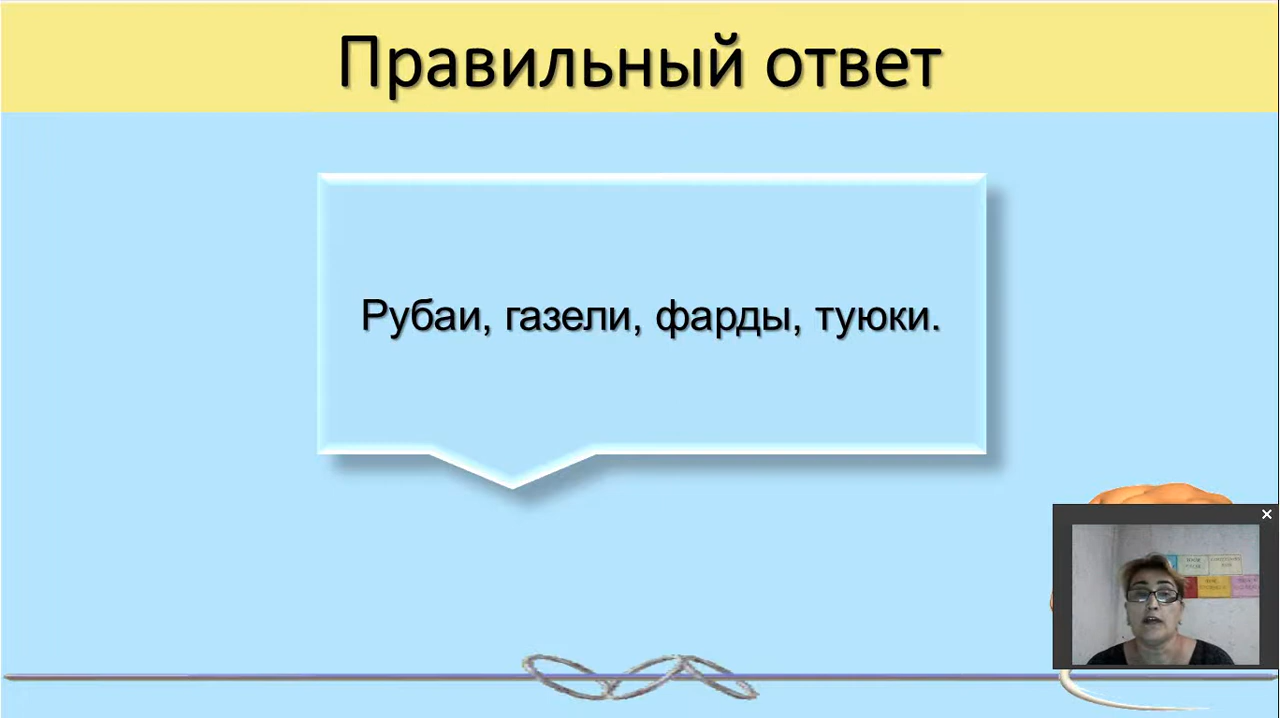 Правильный ответ
Рубаи, газели, фарды, туюки.